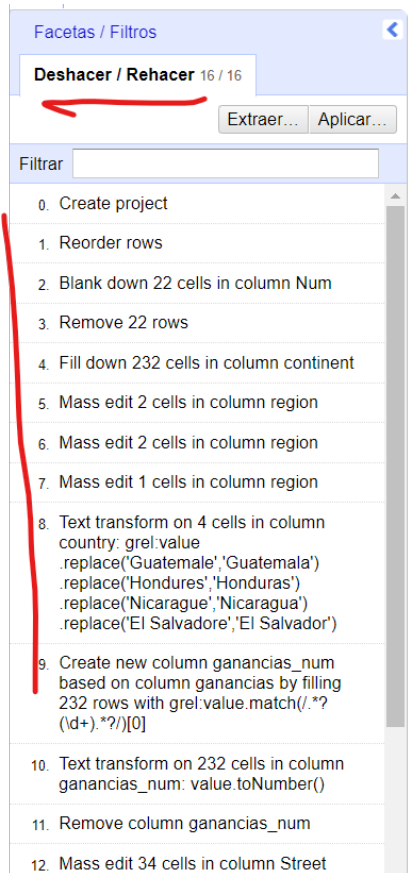 Facetas / Filtros
Deshacer / Rehacer 16 / 16
Extraer... Aplicar...
Filtrar
0. Create project
1. Reorder rows
2. Blank down 22 cells in column Num
3. Remove 22 rows
4. Fill down 232 cells in column continent
5. Mass edit 2 cells in column region
6. Mass edit 2 cells in column region
7. Mass edit 1 cells in column region
8. Text transform on 4 cells in column
country: grel:value
.replace('Guatemale','Guatemala')
.replace('Hondures','Honduras')
.replace('Nicarague','Nicaragua')
.replace('El Salvadore','El Salvador')
9. Create new column ganancias_num
based on column ganancias by filling
232 rows with grel:value.match(/.*?
(\d+).*?/)[0]
10. Text transform on 232 cells in column
ganancias_num: value.toNumber()
11. Remove column ganancias_num
12. Mass edit 34 cells in column Street